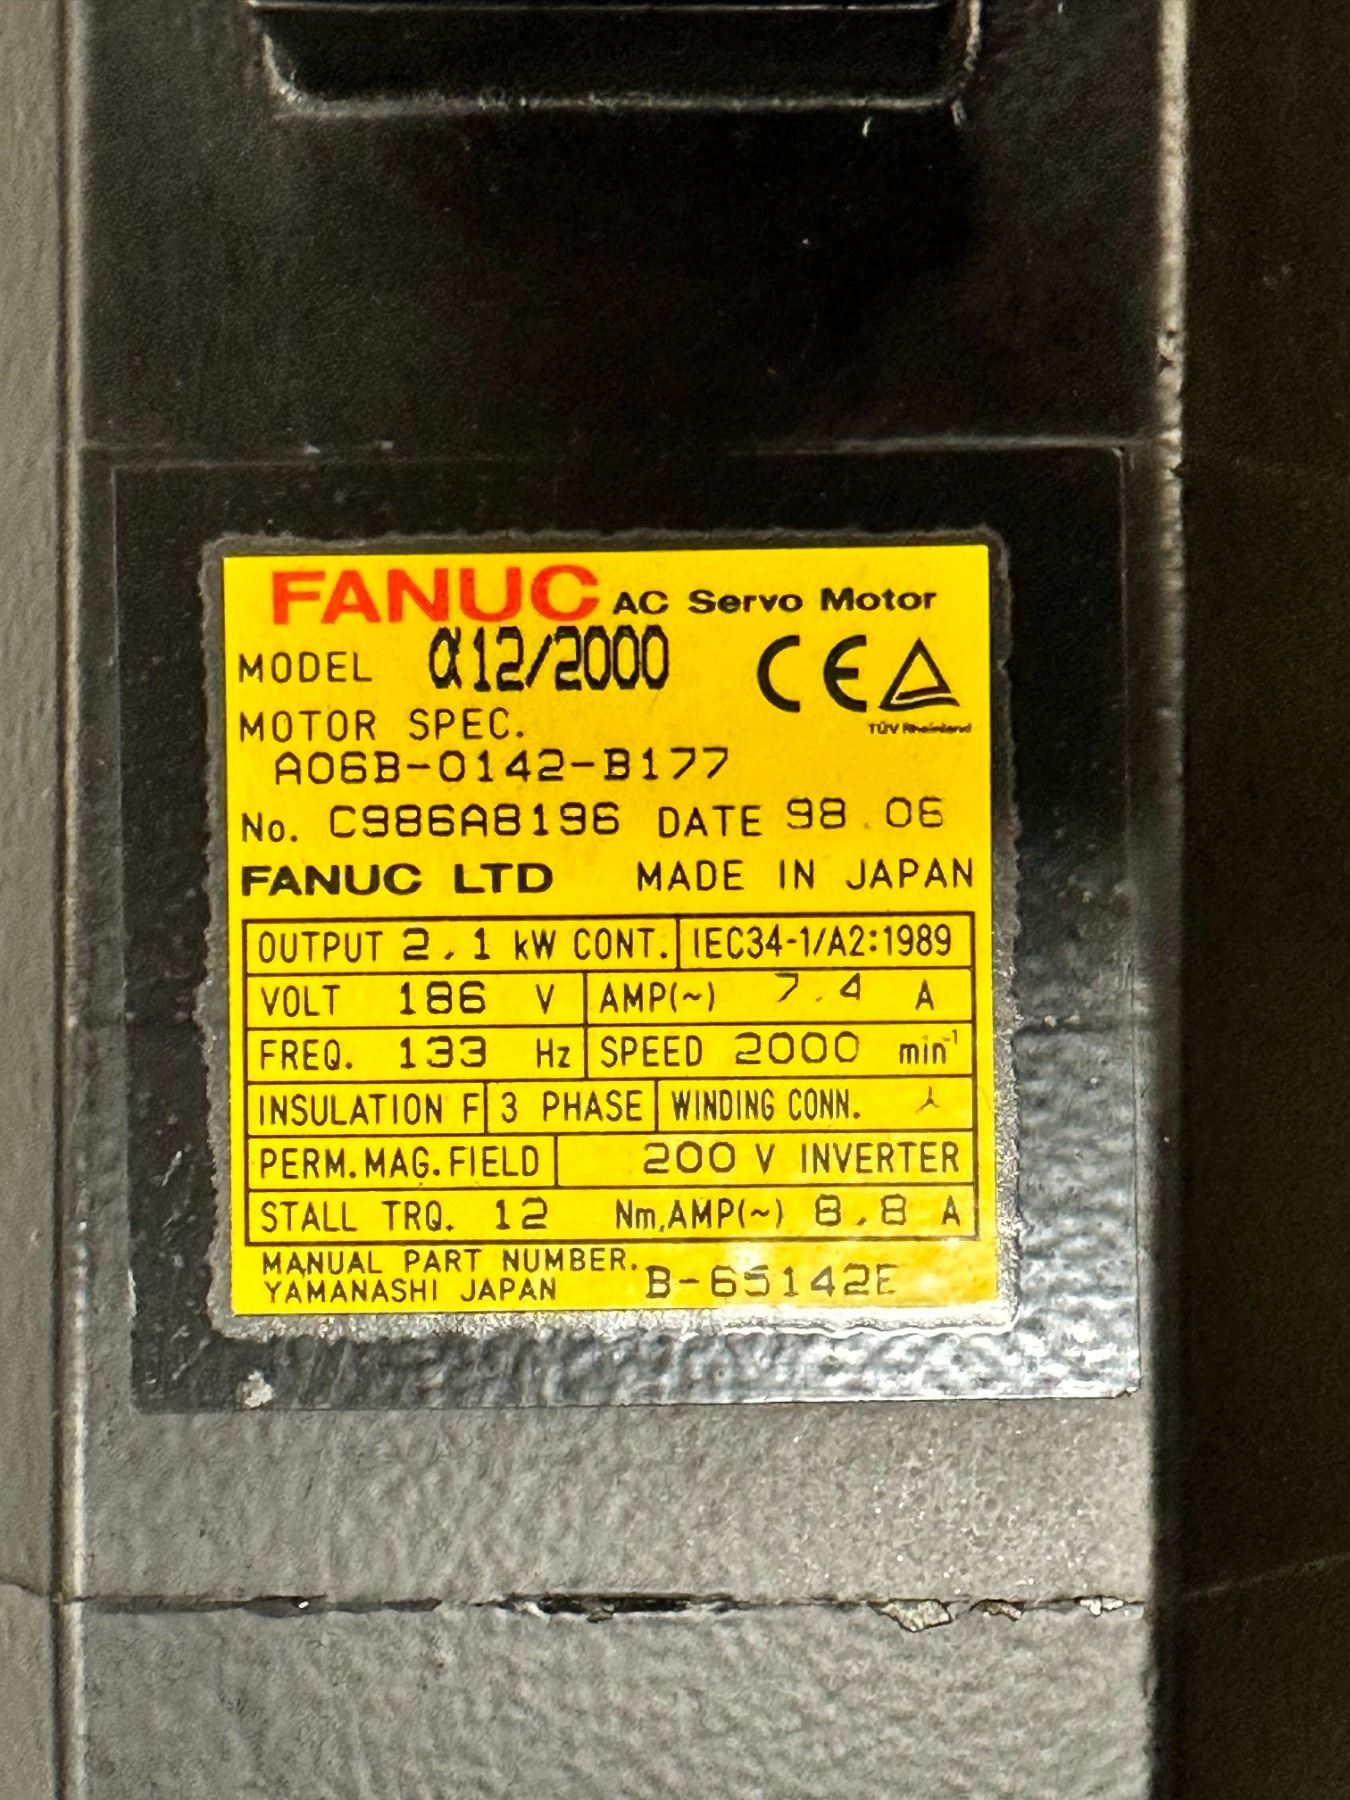 FANUC AC Servo Motor
MODEL α12/2000
CE
TÜV Rheinland
MOTOR SPEC.
A06B-0142-B177
No. C986A8196 DATE 98.06
FANUC LTD MADE IN JAPAN
OUTPUT 2.1 kW CONT. IEC34-1/A2:1989
VOLT 186 V AMP(~) 7.4 A
FREQ. 133 Hz SPEED 2000 min⁻¹
INSULATION F 3 PHASE WINDING CONN. ⅄
PERM.MAG.FIELD 200 V INVERTER
STALL TRQ. 12 Nm,AMP(~) 8.8 A
MANUAL PART NUMBER. B-65142E
YAMANASHI JAPAN